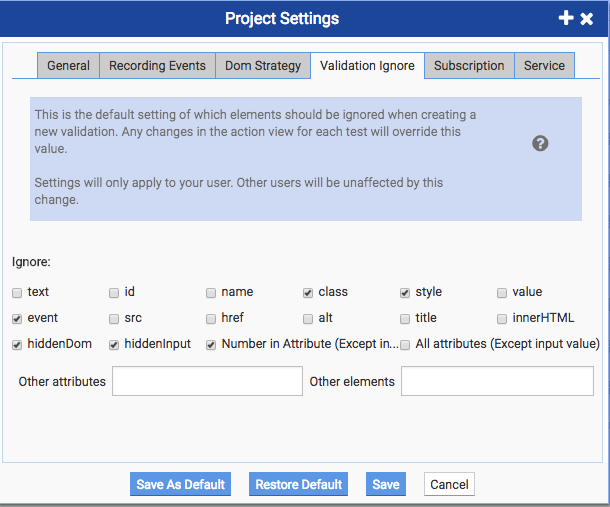 Project Settings
General Recording Events Dom Strategy Validation Ignore Subscription Service
This is the default setting of which elements should be ignored when creating a
new validation. Any changes in the action view for each test will override this
value.
Settings will only apply to your user. Other users will be unaffected by this
change.
Ignore:
text id name class style value
event src href alt title innerHTML
hiddenDom hiddenInput Number in Attribute (Except in... All attributes (Except input value)
Other attributes Other elements
Save As Default Restore Default Save Cancel